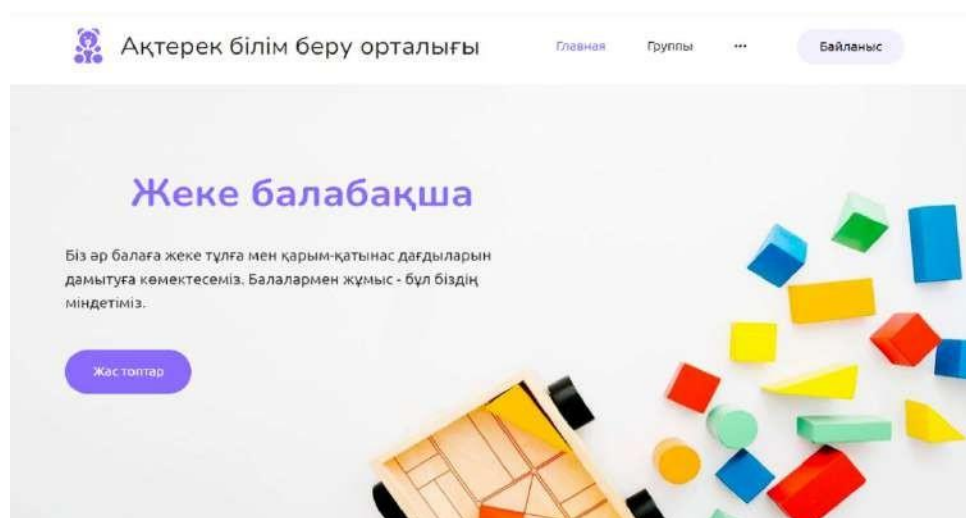 Ақтерек білім беру орталығы
Главная Группы ... Байланыс
Жеке балабақша
Біз әр балаға жеке тұлға мен қарым-қатынас дағдыларын
дамытуға көмектесеміз. Балалармен жұмыс - бұл біздің
міндетіміз.
Жас топтар